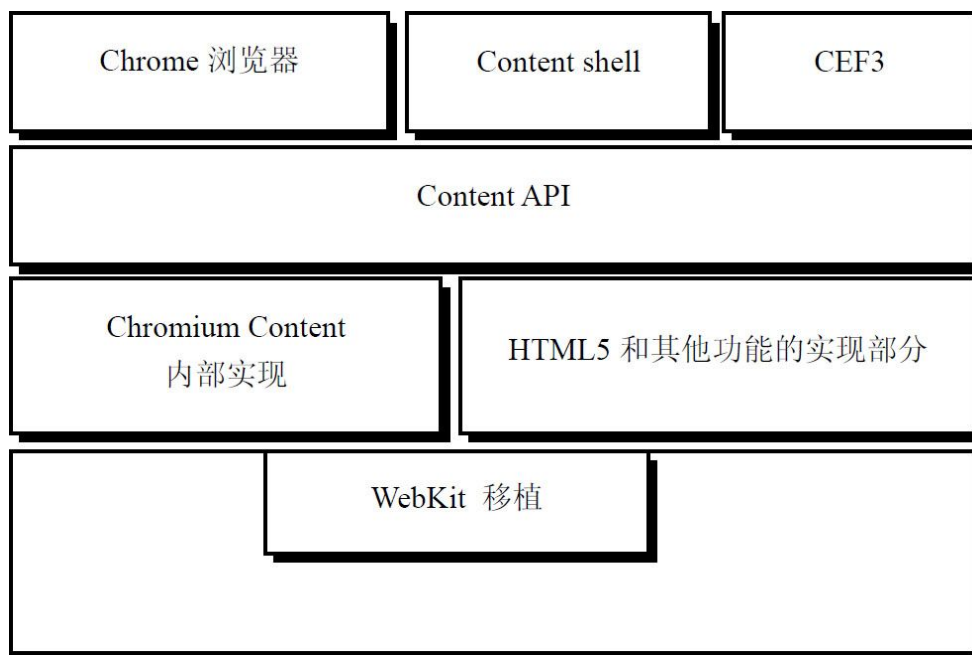 Chrome 浏览器
Content shell
CEF3
Content API
Chromium Content
内部实现
HTML5 和其他功能的实现部分
WebKit 移植